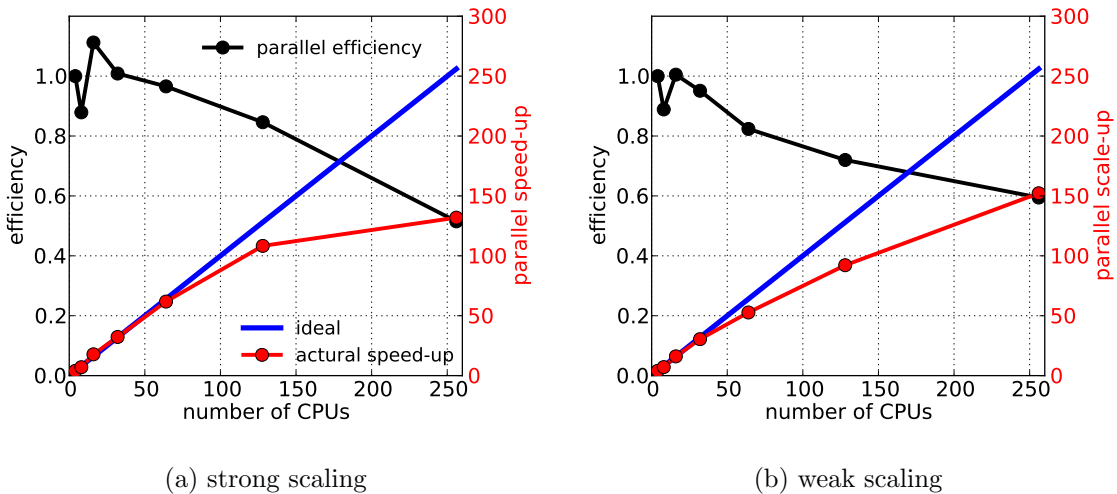 300
parallel efficiency
1.0
250
0.8
200
0.6
150
0.4
100
0.2
50
0.0
0
efficiency
parallel speed-up
ideal
actural speed-up
0 50 100 150 200 250
number of CPUs
(a) strong scaling
300
1.0
250
0.8
200
0.6
150
0.4
100
0.2
50
0.0
0
efficiency
parallel scale-up
0 50 100 150 200 250
number of CPUs
(b) weak scaling